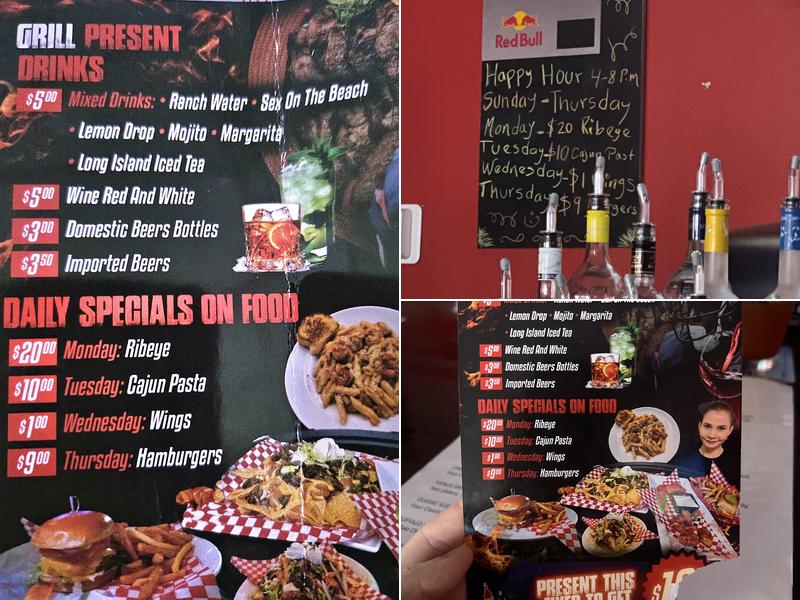 GRILL PRESENT
DRINKS
$5.00 Mixed Drinks: • Ranch Water • Sex On The Beach
• Lemon Drop • Mojito • Margarita
• Long Island Iced Tea
$5.00 Wine Red And White
$3.00 Domestic Beers Bottles
$3.50 Imported Beers
DAILY SPECIALS ON FOOD
$20.00 Monday: Ribeye
$10.00 Tuesday: Cajun Pasta
$1.00 Wednesday: Wings
$9.00 Thursday: Hamburgers
Red Bull
Happy Hour 4-8 P.m
Sunday - Thursday
Monday - $20 Ribeye
Tuesday - $10 Cajun Past
Wednesday $1
Thursday $9
• Lemon Drop • Mojito • Margarita
• Long Island Iced Tea
$5.00 Wine Red And White
$3.00 Domestic Beers Bottles
$3.50 Imported Beers
DAILY SPECIALS ON FOOD
$20.00 Monday: Ribeye
$10.00 Tuesday: Cajun Pasta
$1.00 Wednesday: Wings
$9.00 Thursday: Hamburgers
PRESENT THIS